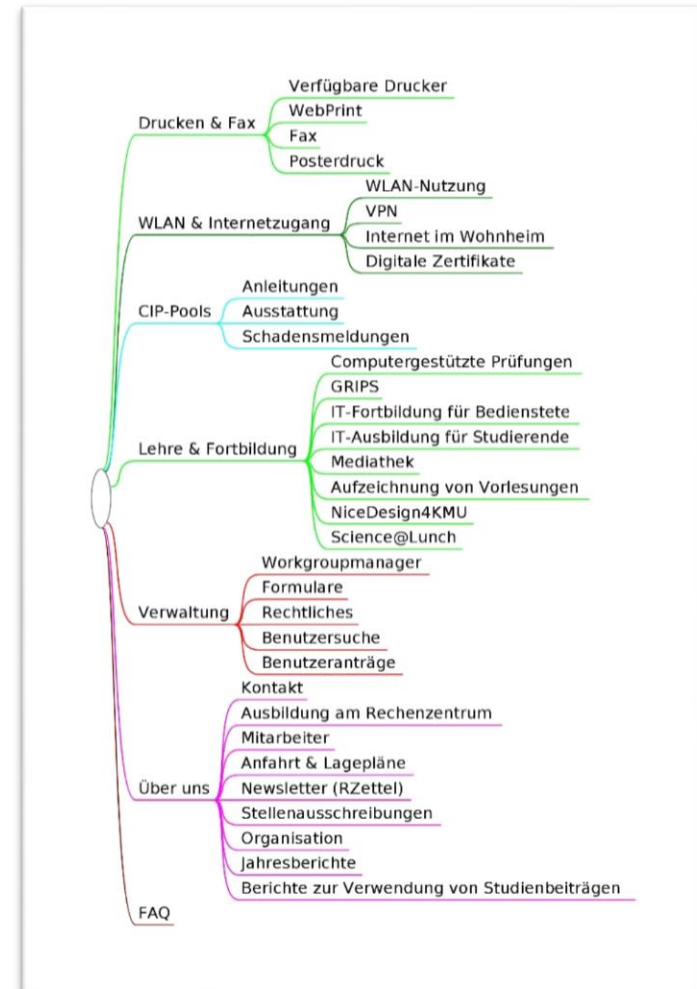 Drucken & Fax
Verfügbare Drucker
WebPrint
Fax
Posterdruck
WLAN & Internetzugang
WLAN-Nutzung
VPN
Internet im Wohnheim
Digitale Zertifikate
CIP-Pools
Anleitungen
Ausstattung
Schadensmeldungen
Lehre & Fortbildung
Computergestützte Prüfungen
GRIPS
IT-Fortbildung für Bedienstete
IT-Ausbildung für Studierende
Mediathek
Aufzeichnung von Vorlesungen
NiceDesign4KMU
Science@Lunch
Verwaltung
Workgroupmanager
Formulare
Rechtliches
Benutzersuche
Benutzeranträge
Über uns
Kontakt
Ausbildung am Rechenzentrum
Mitarbeiter
Anfahrt & Lagepläne
Newsletter (RZettel)
Stellenausschreibungen
Organisation
Jahresberichte
Berichte zur Verwendung von Studienbeiträgen
FAQ